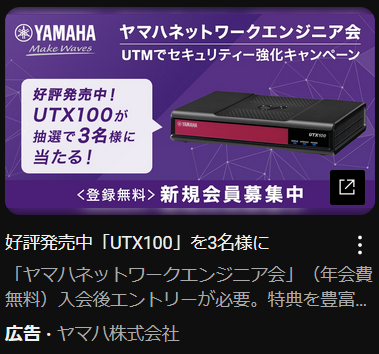 YAMAHA
Make Waves
ヤマハネットワークエンジニア会
UTMでセキュリティー強化キャンペーン
好評発売中！
UTX100が
抽選で3名様に
当たる！
YAMAHA
UTX100
<登録無料> 新規会員募集中
好評発売中「UTX100」を3名様に
「ヤマハネットワークエンジニア会」（年会費
無料）入会後エントリーが必要。特典を豊富...
広告・ヤマハ株式会社